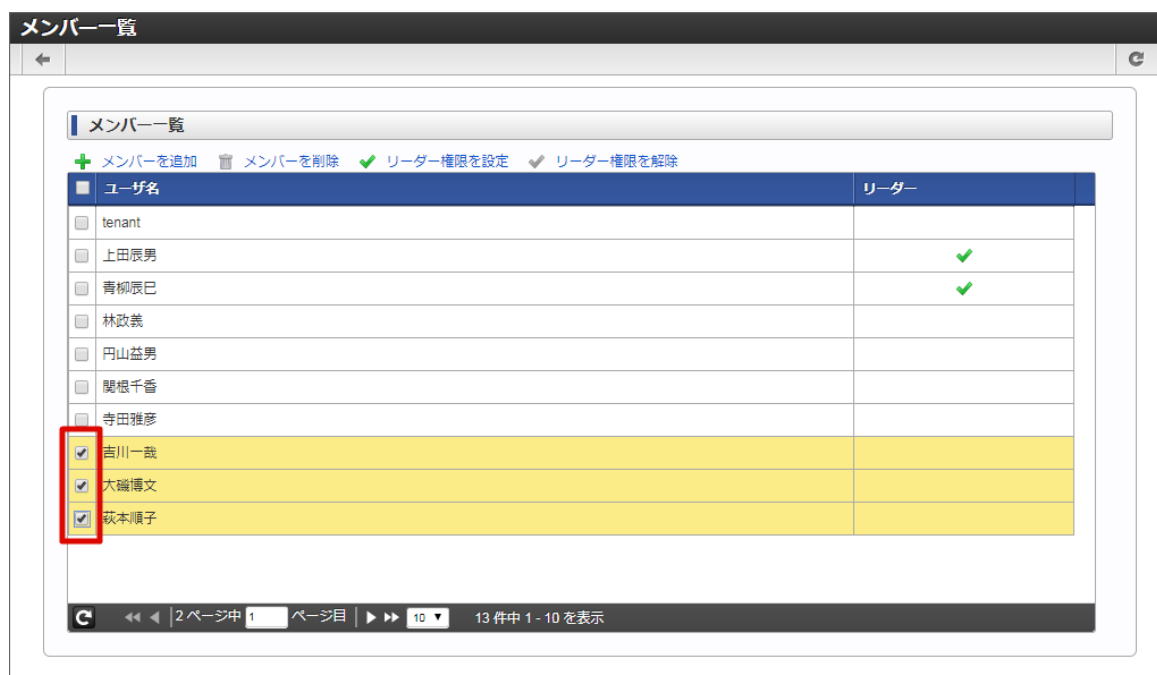 メンバー一覧
メンバー一覧
メンバーを追加 メンバーを削除 リーダー権限を設定 リーダー権限を解除
ユーザ名 リーダー
tenant
上田辰男
青柳辰巳
林政義
円山益男
関根千香
寺田雅彦
吉川一哉
大磯博文
萩本順子
2 ページ中 1 ページ目 10 13 件中 1 - 10 を表示